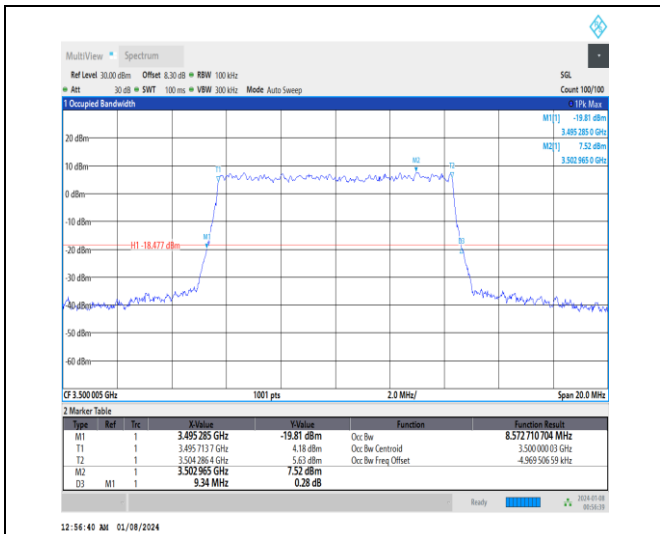 MultiView Spectrum
Ref Level 30.00 dBm Offset 8.30 dB RBW 100 kHz SGL
Att 30 dB SWT 100 ms VBW 300 kHz Mode Auto Sweep Count 100/100
1 Occupied Bandwidth 1Pk Max
M1[1] -19.81 dBm
3.495 285 0 GHz
M2[1] 7.52 dBm
3.502 965 0 GHz
20 dBm
10 dBm
T1 M2 T2
0 dBm
-10 dBm
M1 D3
H1 -18.477 dBm
-20 dBm
-30 dBm
-40 dBm
-50 dBm
-60 dBm
CF 3.500 005 GHz 1001 pts 2.0 MHz/ Span 20.0 MHz
2 Marker Table
Type Ref Trc X-Value Y-Value Function Function Result
M1 1 3.495 285 GHz -19.81 dBm Occ Bw 8.572 710 704 MHz
T1 1 3.495 713 7 GHz 4.18 dBm Occ Bw Centroid 3.500 000 03 GHz
T2 1 3.504 286 4 GHz 5.63 dBm Occ Bw Freq Offset -4.969 506 59 kHz
M2 1 3.502 965 GHz 7.52 dBm
D3 M1 1 9.34 MHz 0.28 dB
Ready 2024-01-08
00:56:39
12:56:40 AM 01/08/2024